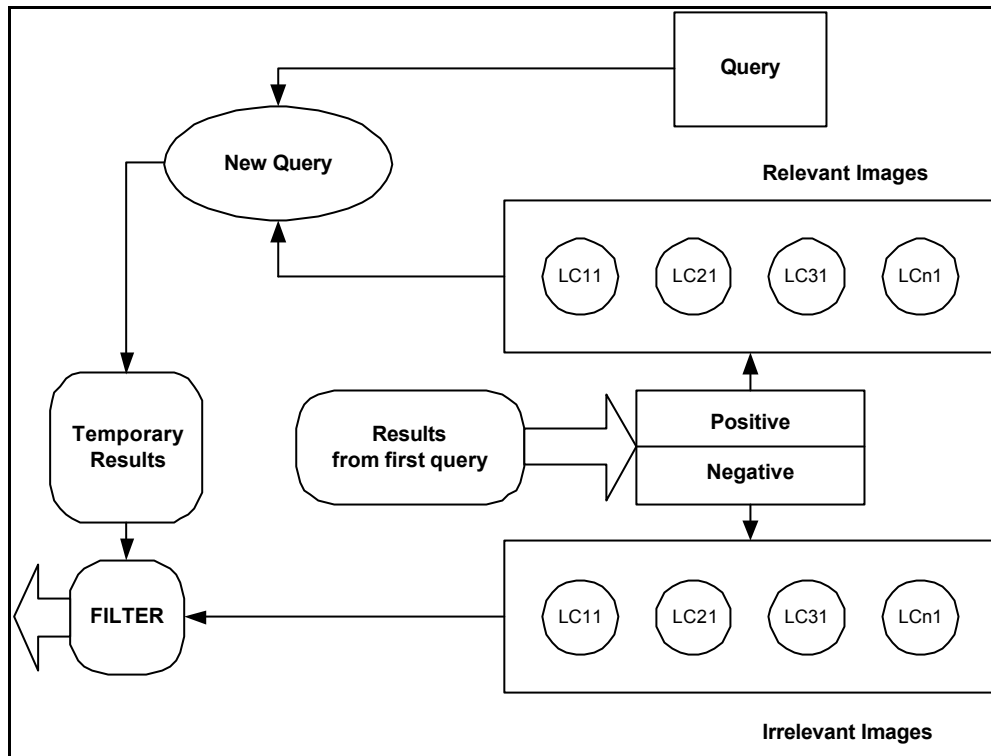 Query
New Query
Relevant Images
LC11 LC21 LC31 LCn1
Temporary
Results
Results
from first query
Positive
Negative
FILTER
LC11 LC21 LC31 LCn1
Irrelevant Images